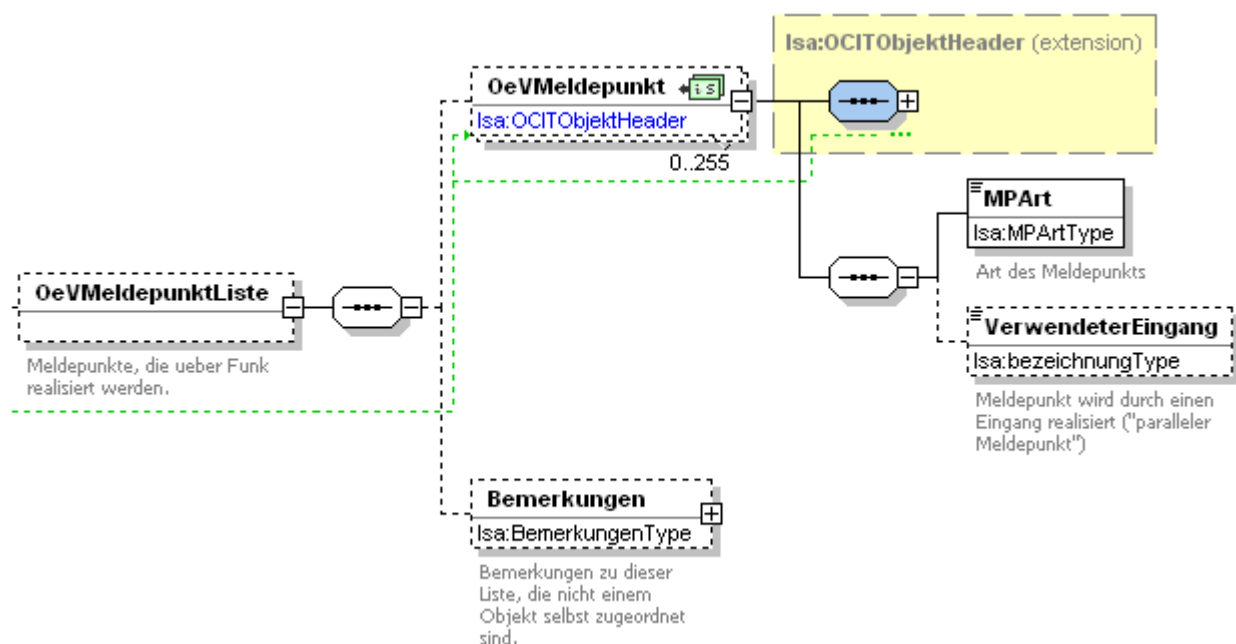 lsa:OCITObjektHeader (extension)
OeVMeldepunkt
lsa:OCITObjektHeader
0..255
MPArt
lsa:MPArtType
Art des Meldepunkts
OeVMeldepunktListe
Meldepunkte, die ueber Funk
realisiert werden.
VerwendeterEingang
lsa:bezeichnungType
Meldepunkt wird durch einen
Eingang realisiert ("paralleler
Meldepunkt")
Bemerkungen
lsa:BemerkungenType
Bemerkungen zu dieser
Liste, die nicht einem
Objekt selbst zugeordnet
sind.